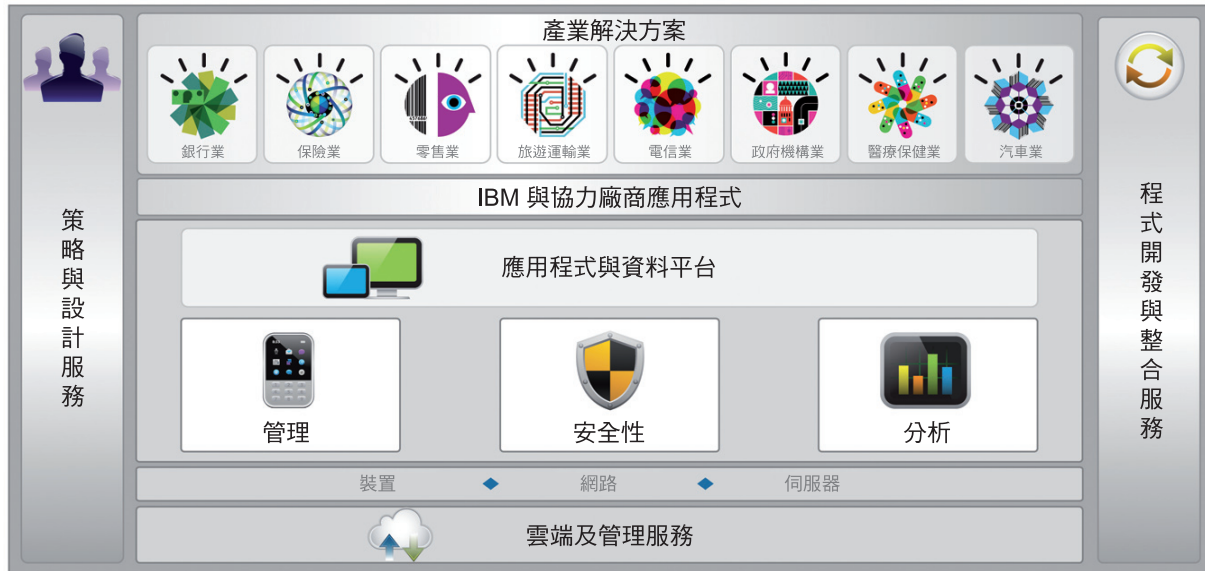 策略與設計服務
產業解決方案
銀行業
保險業
零售業
旅遊運輸業
電信業
政府機構業
醫療保健業
汽車業
IBM 與協力廠商應用程式
應用程式與資料平台
管理
安全性
分析
裝置
網路
伺服器
雲端及管理服務
程式開發與整合服務